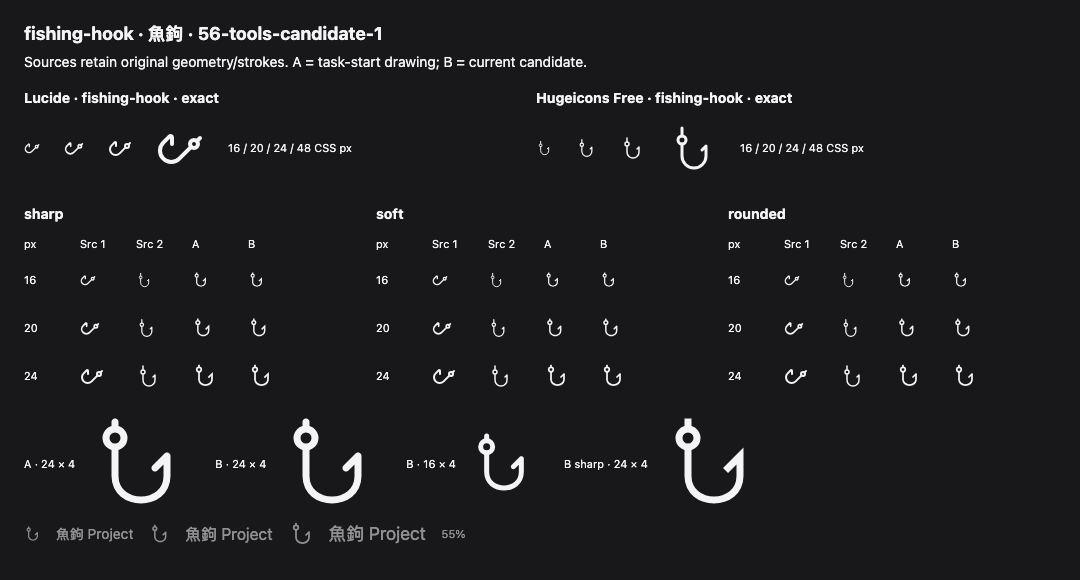 fishing-hook · 魚鉤 · 56-tools-candidate-1
Sources retain original geometry/strokes. A = task-start drawing; B = current candidate.
Lucide · fishing-hook · exact
16 / 20 / 24 / 48 CSS px
Hugeicons Free · fishing-hook · exact
16 / 20 / 24 / 48 CSS px
sharp
px Src 1 Src 2 A B
16
20
24
soft
px Src 1 Src 2 A B
16
20
24
rounded
px Src 1 Src 2 A B
16
20
24
A · 24 × 4
B · 24 × 4
B · 16 × 4
B sharp · 24 × 4
魚鉤 Project 魚鉤 Project 魚鉤 Project 55%